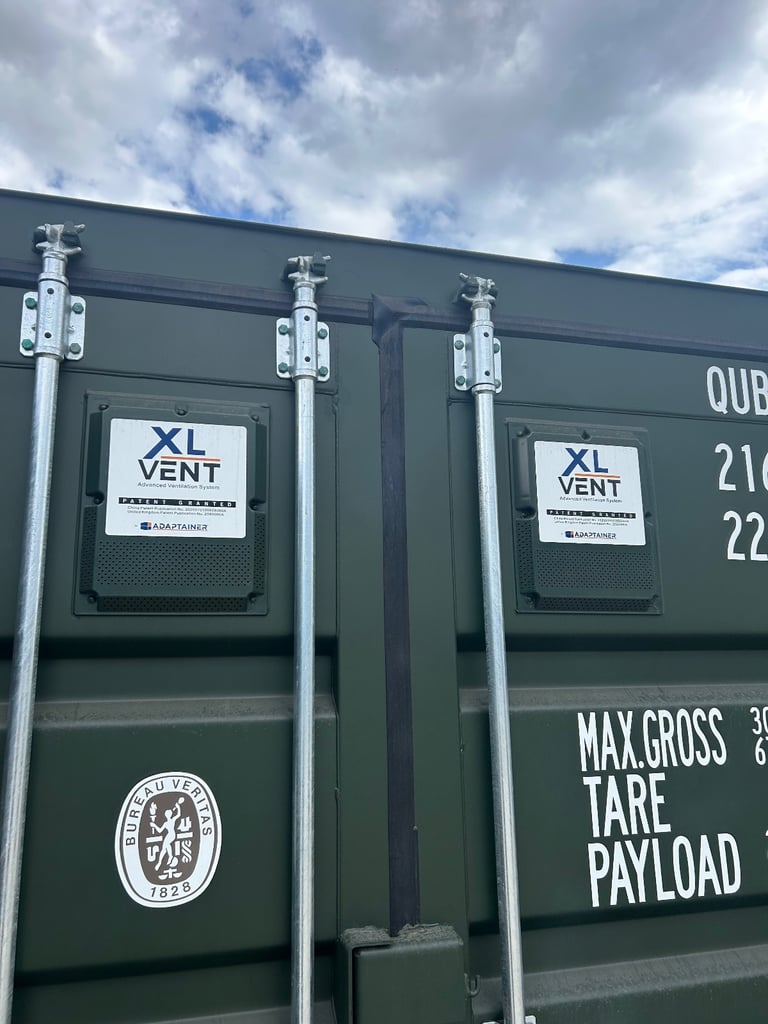 XL
VENT
Advanced Ventilation System
PATENT GRANTED
ADAPTAINER
XL
VENT
Advanced Ventilation System
PATENT GRANTED
ADAPTAINER
QUB
216
22
MAX.GROSS
TARE
PAYLOAD
BUREAU VERITAS
1828